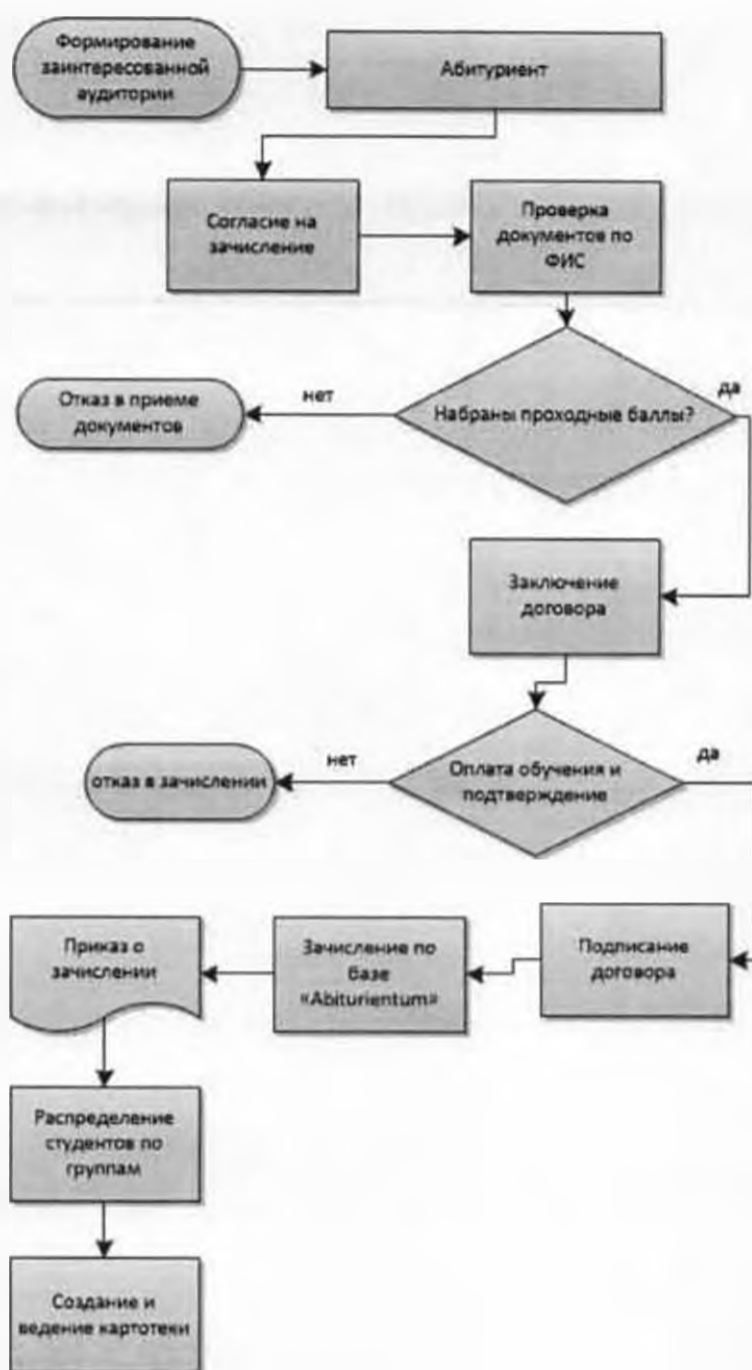 Формирование
заинтересованной
аудитории
Абитуриент
Согласие на
зачисление
Проверка
документов по
ФИС
Отказ в приеме
документов
нет
Набраны проходные баллы?
да
Заключение
договора
отказ в зачислении
нет
Оплата обучения и
подтверждение
да
Приказ о
зачислении
Зачисление по
базе
«Abiturientum»
Подписание
договора
Распределение
студентов по
группам
Создание и
ведение картотеки